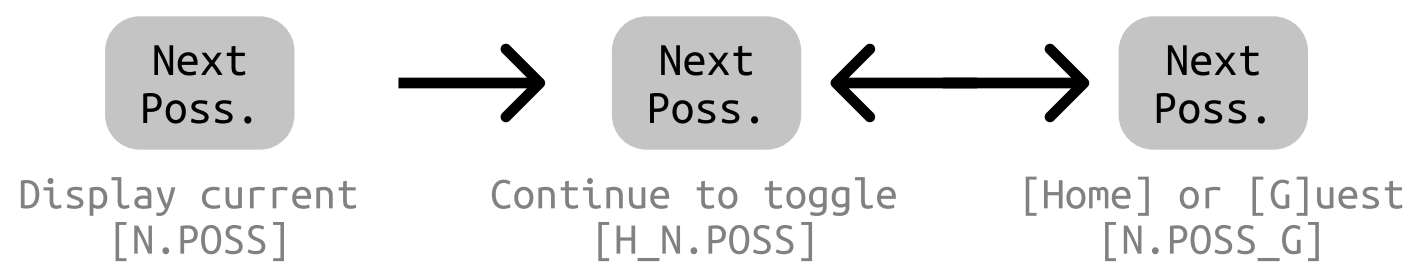 Next
Poss.
Display current
[N.POSS]
Next
Poss.
Continue to toggle
[H_N.POSS]
Next
Poss.
[Home] or [G]uest
[N.POSS_G]